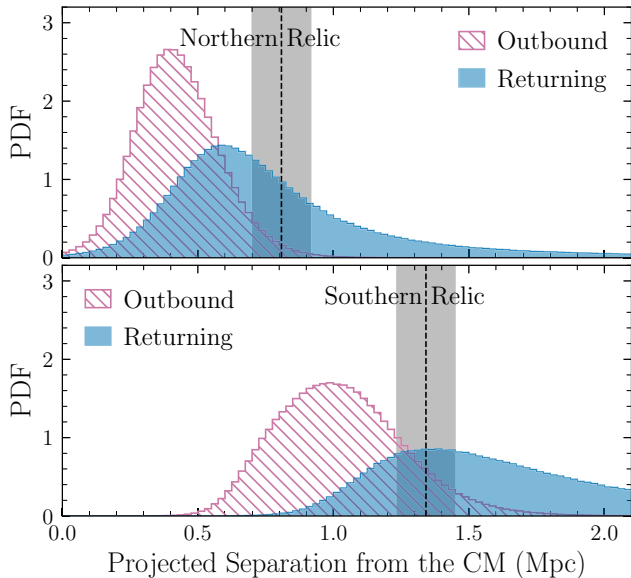 3
Northern Relic
Outbound
Returning
2
PDF
1
0
3
Southern Relic
Outbound
Returning
2
PDF
1
0
0.0 0.5 1.0 1.5 2.0
Projected Separation from the CM (Mpc)